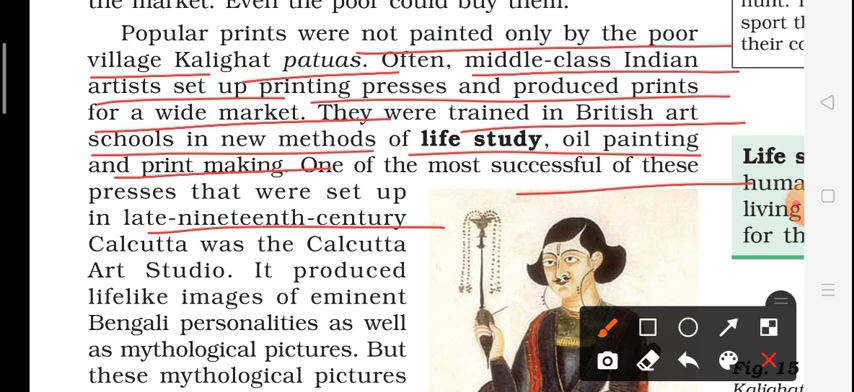 the market. Even the poor could buy them.
Popular prints were not painted only by the poor
village Kalighat patuas. Often, middle-class Indian
artists set up printing presses and produced prints
for a wide market. They were trained in British art
schools in new methods of life study, oil painting
and print making. One of the most successful of these
presses that were set up
in late-nineteenth-century
Calcutta was the Calcutta
Art Studio. It produced
lifelike images of eminent
Bengali personalities as well
as mythological pictures. But
these mythological pictures
sport
their
Life
living
for
Fig. 15
Kalighat